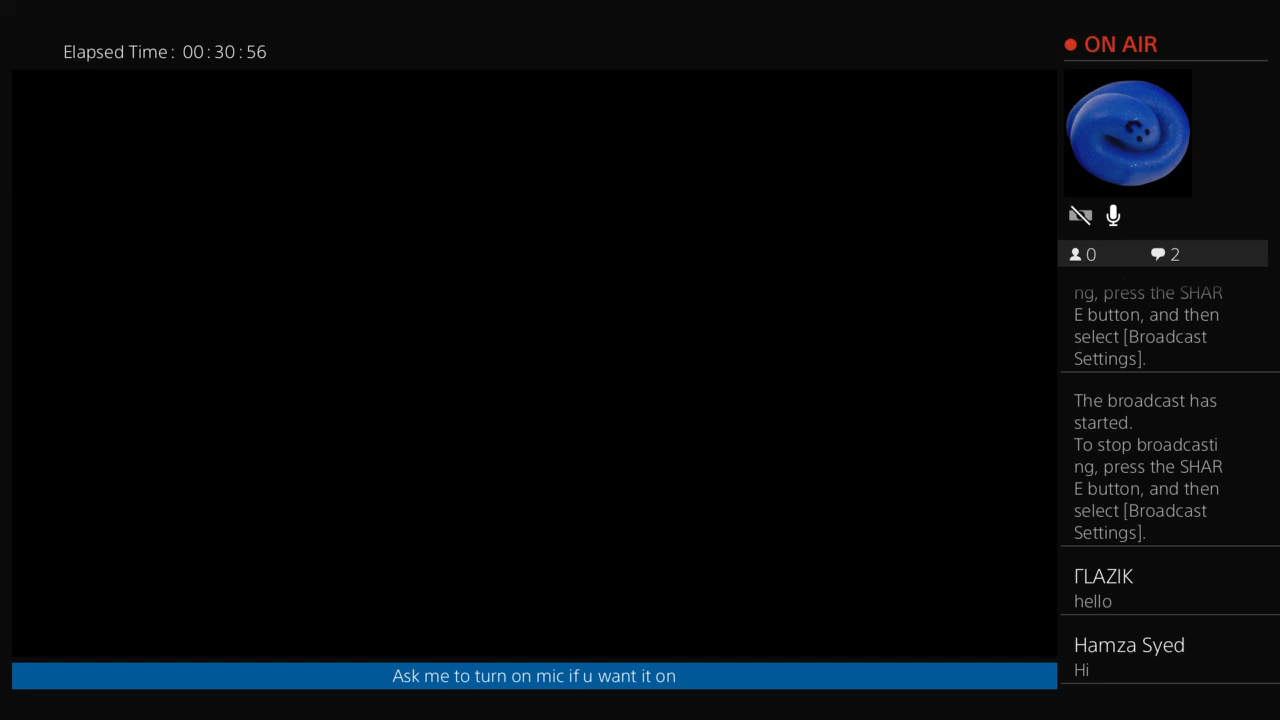 Elapsed Time: 00:30:56
ON AIR
0 2
ng, press the SHAR
E button, and then
select [Broadcast
Settings].
The broadcast has
started.
To stop broadcasti
ng, press the SHAR
E button, and then
select [Broadcast
Settings].
ГLAZIK
hello
Hamza Syed
Hi
Ask me to turn on mic if u want it on